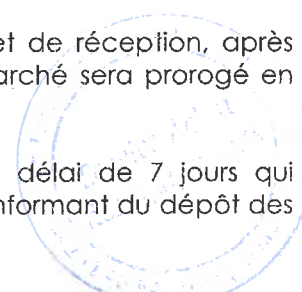 et de réception, après
arché sera prorogé en
délai de 7 jours qui
nformant du dépôt des